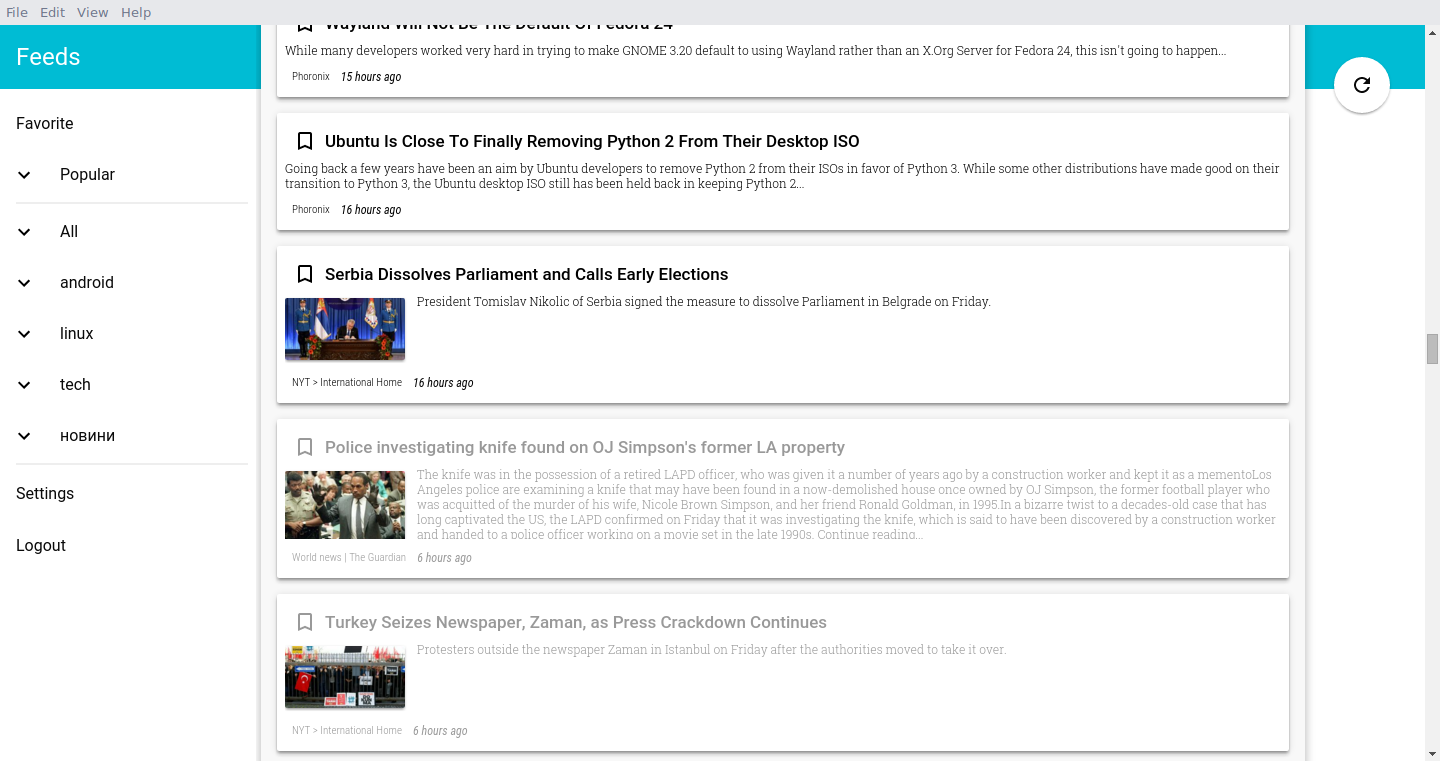 File Edit View Help
Feeds
Favorite
Popular
All
android
linux
tech
новини
Settings
Logout
Wayland Will Not Be The Default Of Fedora 24
While many developers worked very hard in trying to make GNOME 3.20 default to using Wayland rather than an X.Org Server for Fedora 24, this isn't going to happen...
Phoronix 15 hours ago
Ubuntu Is Close To Finally Removing Python 2 From Their Desktop ISO
Going back a few years have been an aim by Ubuntu developers to remove Python 2 from their ISOs in favor of Python 3. While some other distributions have made good on their
transition to Python 3, the Ubuntu desktop ISO still has been held back in keeping Python 2...
Phoronix 16 hours ago
Serbia Dissolves Parliament and Calls Early Elections
President Tomislav Nikolic of Serbia signed the measure to dissolve Parliament in Belgrade on Friday.
NYT > International Home 16 hours ago
Police investigating knife found on OJ Simpson's former LA property
The knife was in the possession of a retired LAPD officer, who was given it a number of years ago by a construction worker and kept it as a mementoLos
Angeles police are examining a knife that may have been found in a now-demolished house once owned by OJ Simpson, the former football player who
was acquitted of the murder of his wife, Nicole Brown Simpson, and her friend Ronald Goldman, in 1995.In a bizarre twist to a decades-old case that has
long captivated the US, the LAPD confirmed on Friday that it was investigating the knife, which is said to have been discovered by a construction worker
and handed to a police officer working on a movie set in the late 1990s. Continue reading...
World news | The Guardian 6 hours ago
Turkey Seizes Newspaper, Zaman, as Press Crackdown Continues
Protesters outside the newspaper Zaman in Istanbul on Friday after the authorities moved to take it over.
NYT > International Home 6 hours ago